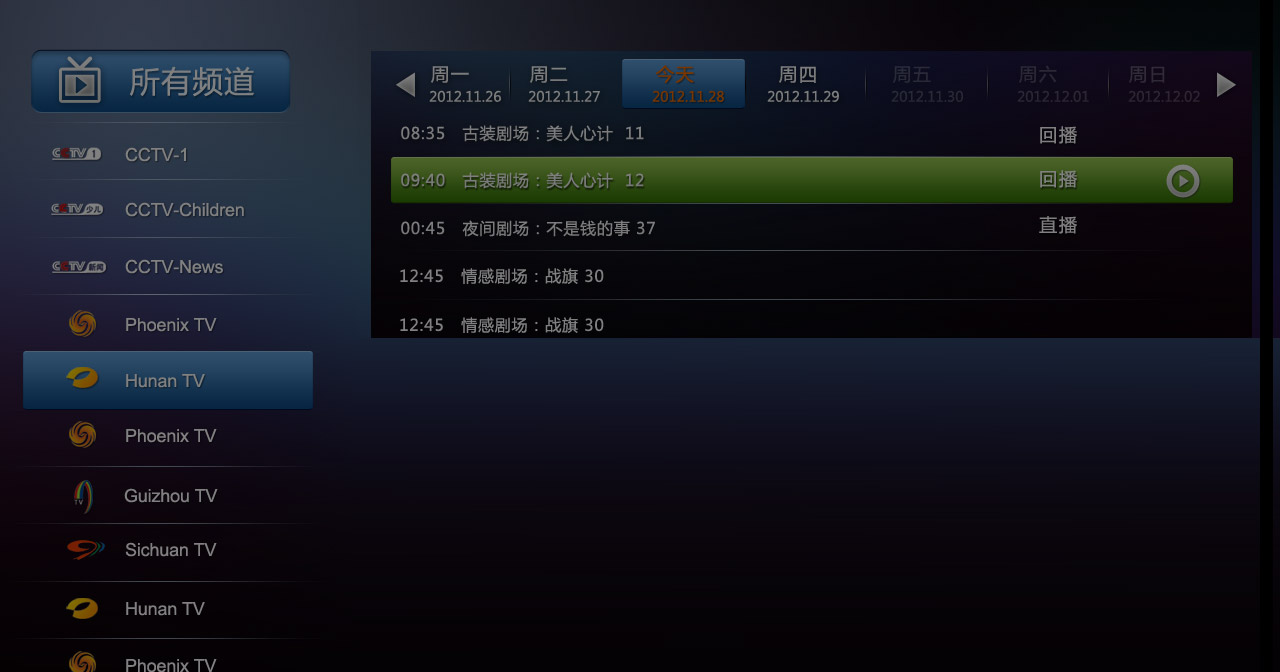 所有频道
CCTV-1
CCTV-Children
CCTV-News
Phoenix TV
Hunan TV
Phoenix TV
Guizhou TV
Sichuan TV
Hunan TV
Phoenix TV
周一 周二 今天 周四 周五 周六 周日
2012.11.26 2012.11.27 2012.11.28 2012.11.29 2012.11.30 2012.12.01 2012.12.02
08:35 古装剧场：美人心计 11 回播
09:40 古装剧场：美人心计 12 回播
00:45 夜间剧场：不是钱的事 37 直播
12:45 情感剧场：战旗 30
12:45 情感剧场：战旗 30